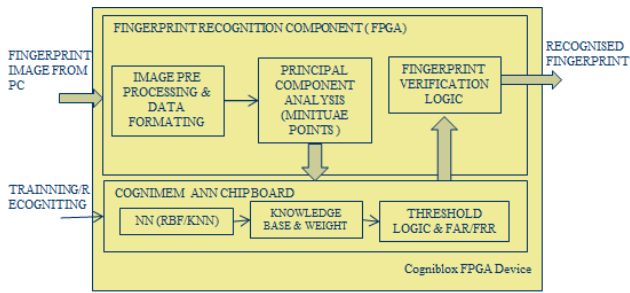 FINGERPRINT RECOGNITION COMPONENT (FPGA)
FINGERPRINT
IMAGE FROM
PC
IMAGE PRE
PROCESSING &
DATA
FORMATING
PRINCIPAL
COMPONENT
ANALYSIS
(MINITUAE
POINTS )
FINGERPRINT
VERIFICATION
LOGIC
RECOGNISED
FINGERPRINT
TRAINNING/R
ECOGNITING
COGNIMEM ANN CHIP BOARD
NN (RBF/KNN)
KNOWLEDGE
BASE & WEIGHT
THRESHOLD
LOGIC & FAR/FRR
Cogniblox FPGA Device